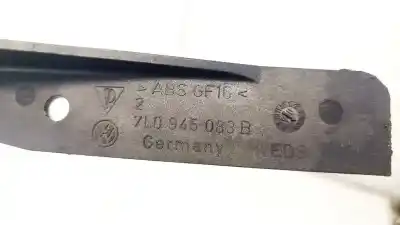 > ABS GF16 <
2
7L0 945 083 B
Germany